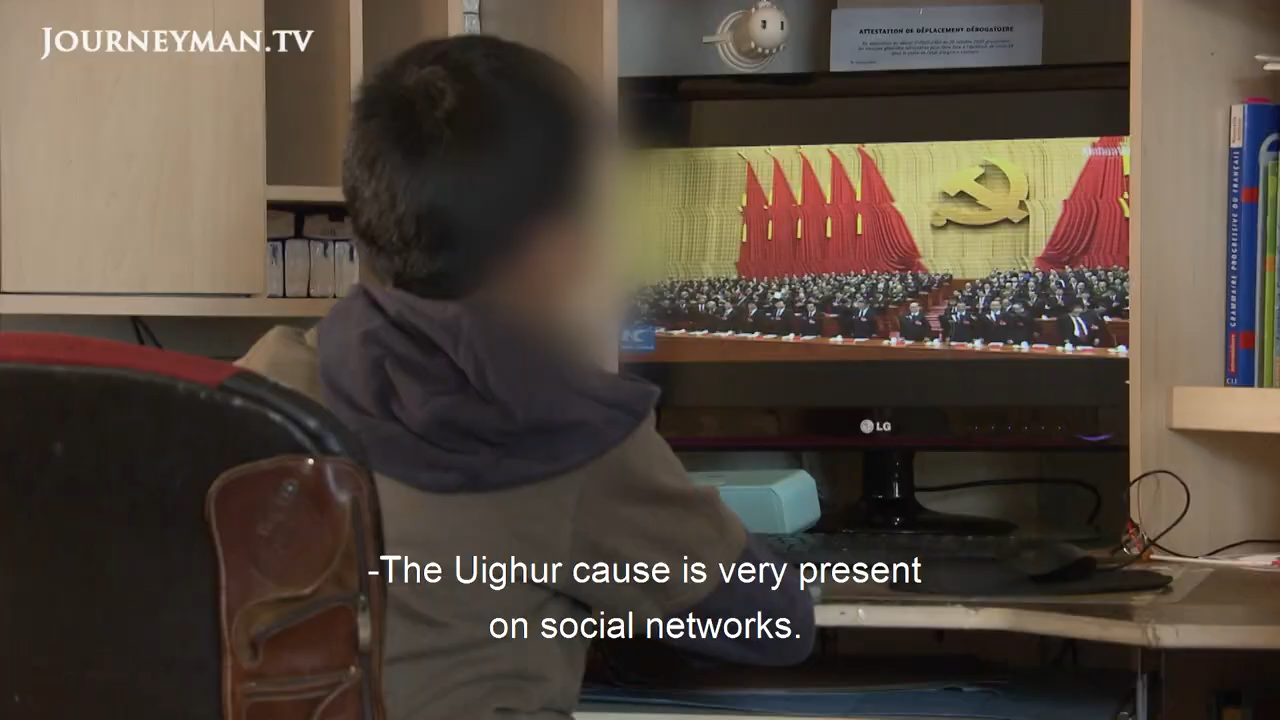 JOURNEYMAN.TV
ATTESTATION DE DÉPLACEMENT DÉROGATOIRE
GRAMMAIRE PROGRESSIVE DU FRANÇAIS
LG
-The Uighur cause is very present
on social networks.